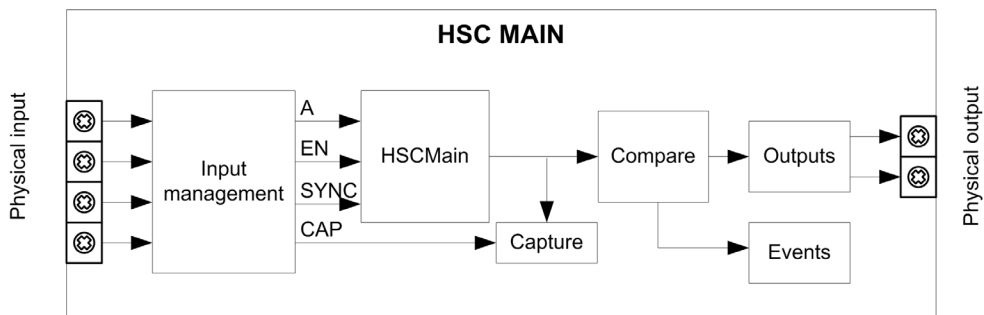 HSC MAIN
Physical input
Input
management
A
EN
SYNC
CAP
HSCMain
Capture
Compare
Outputs
Events
Physical output